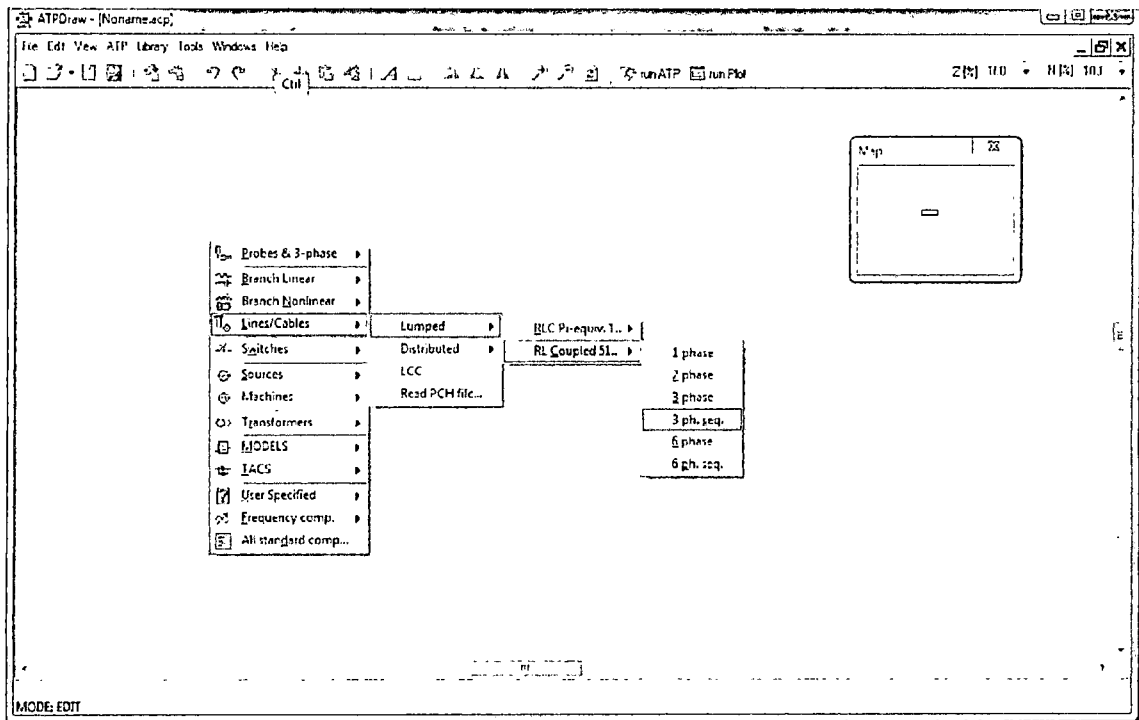 ATPDraw - [Noname.acp]
File Edit View ATP Library Tools Windows Help
run ATP run Plot
Ctrl
Map
Probes & 3-phase
Branch Linear
Branch Nonlinear
Lines/Cables
Switches
Sources
Machines
Transformers
MODELS
TACS
User Specified
Frequency comp.
All standard comp...
Lumped
Distributed
LCC
Read PCH file...
RLC Pi-equiv. 1...
RL Coupled 51...
1 phase
2 phase
3 phase
3 ph. seq.
6 phase
6 ph. seq.
MODE: EDIT